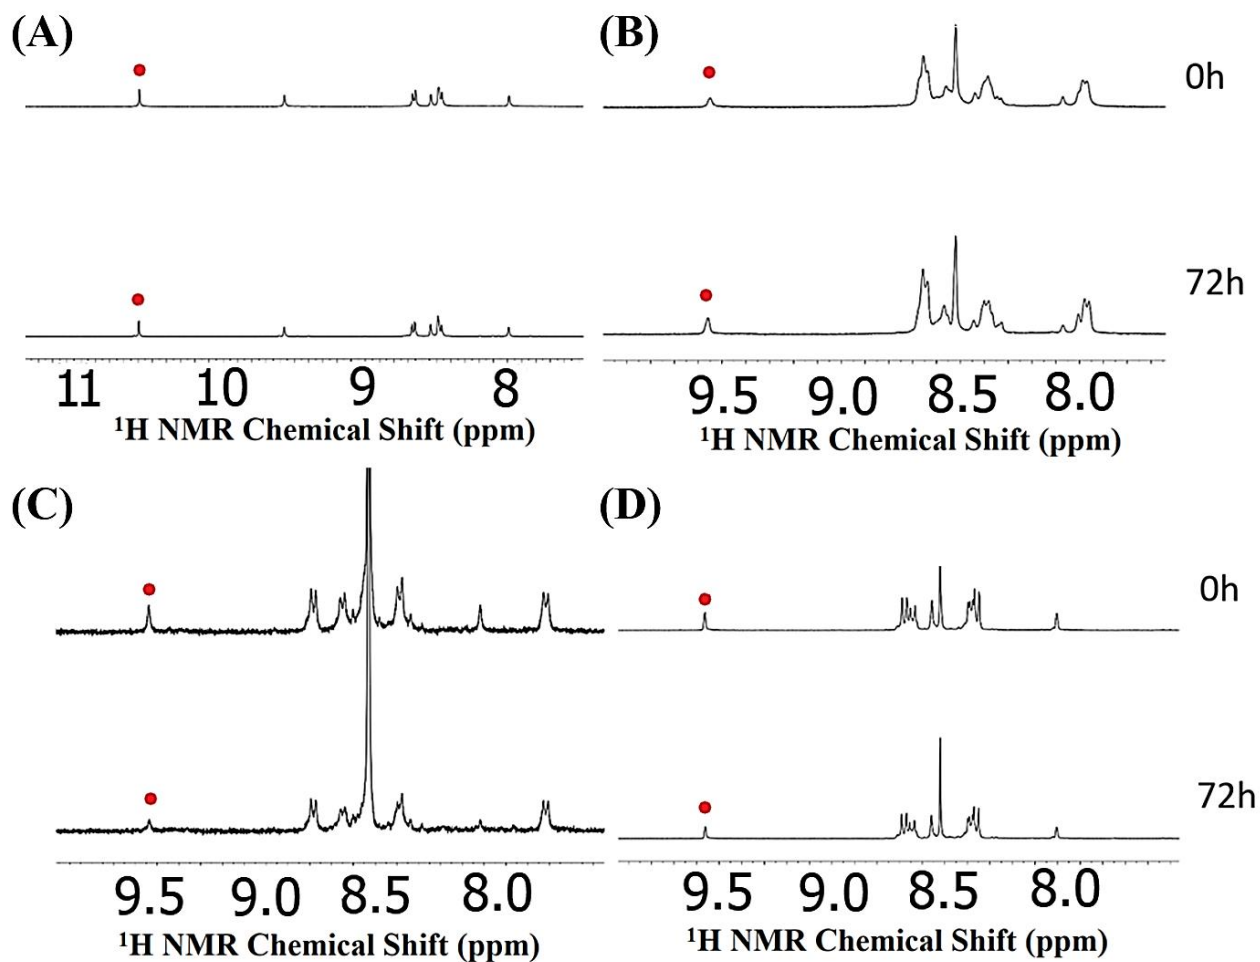 (A)
(B)
0h
72h
11 10 9 8
¹H NMR Chemical Shift (ppm)
9.5 9.0 8.5 8.0
¹H NMR Chemical Shift (ppm)
(C)
(D)
0h
72h
9.5 9.0 8.5 8.0
¹H NMR Chemical Shift (ppm)
9.5 9.0 8.5 8.0
¹H NMR Chemical Shift (ppm)